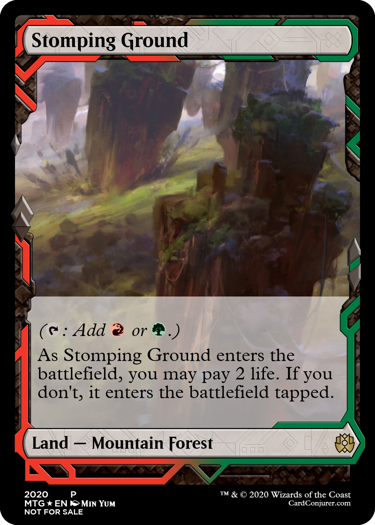 Stomping Ground
( : Add  or .)
As Stomping Ground enters the
battlefield, you may pay 2 life. If you
don't, it enters the battlefield tapped.
Land — Mountain Forest
2020 P
MTG ★ EN Min Yum
NOT FOR SALE
™ & © 2020 Wizards of the Coast
CardConjurer.com